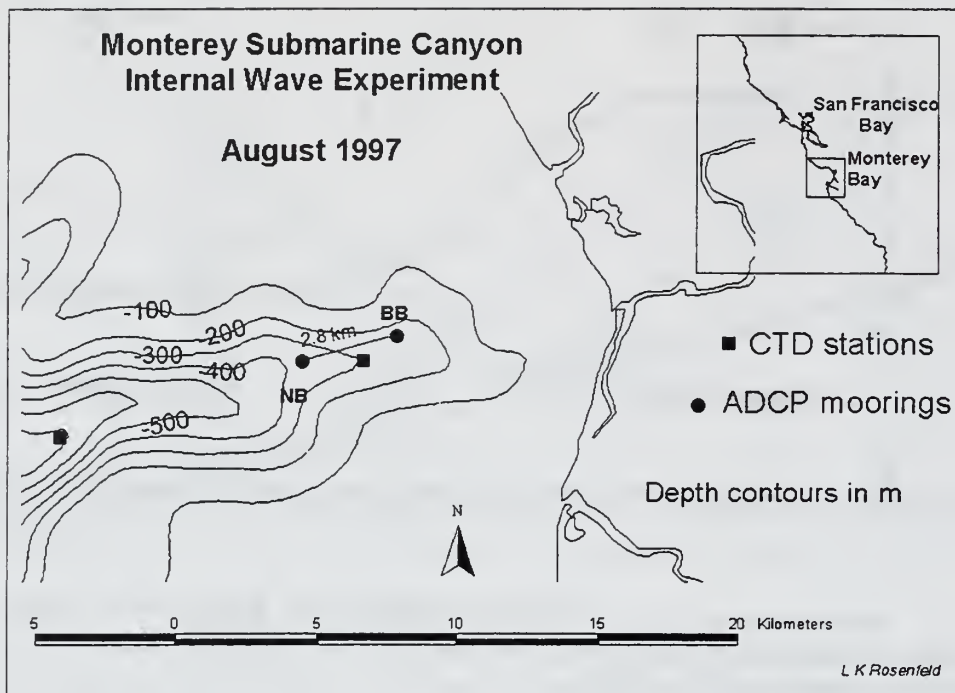 Monterey Submarine Canyon
Internal Wave Experiment
August 1997
San Francisco
Bay
Monterey
Bay
-100
-200
-300
-400
-500
BB
2.8 km
NB
CTD stations
ADCP moorings
Depth contours in m
N
5 0 5 10 15 20 Kilometers
L K Rosenfeld